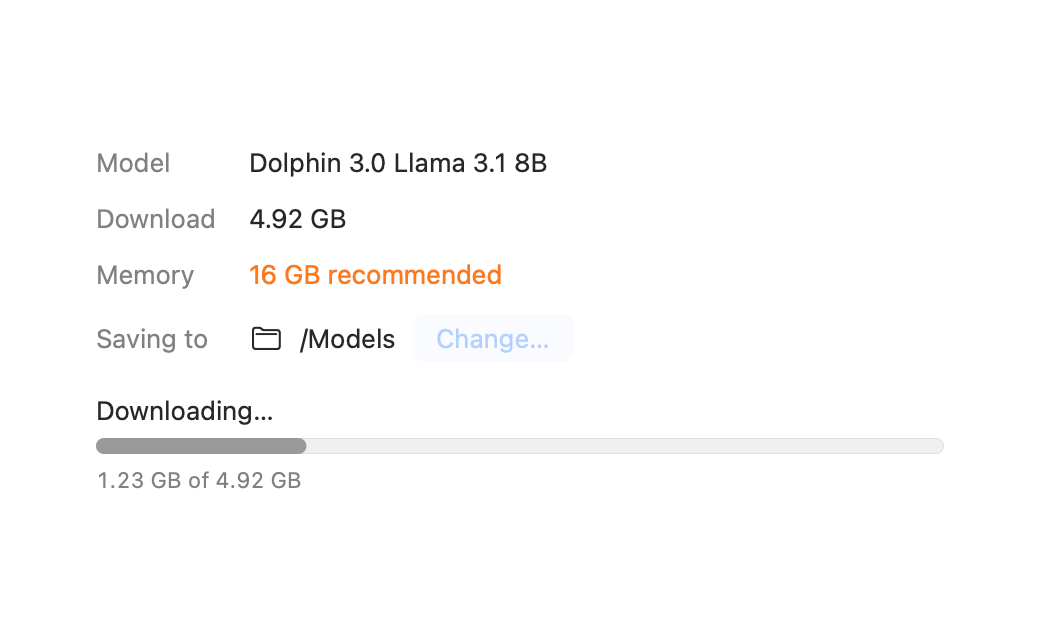 Model Dolphin 3.0 Llama 3.1 8B
Download 4.92 GB
Memory 16 GB recommended
Saving to /Models Change...
Downloading...
1.23 GB of 4.92 GB